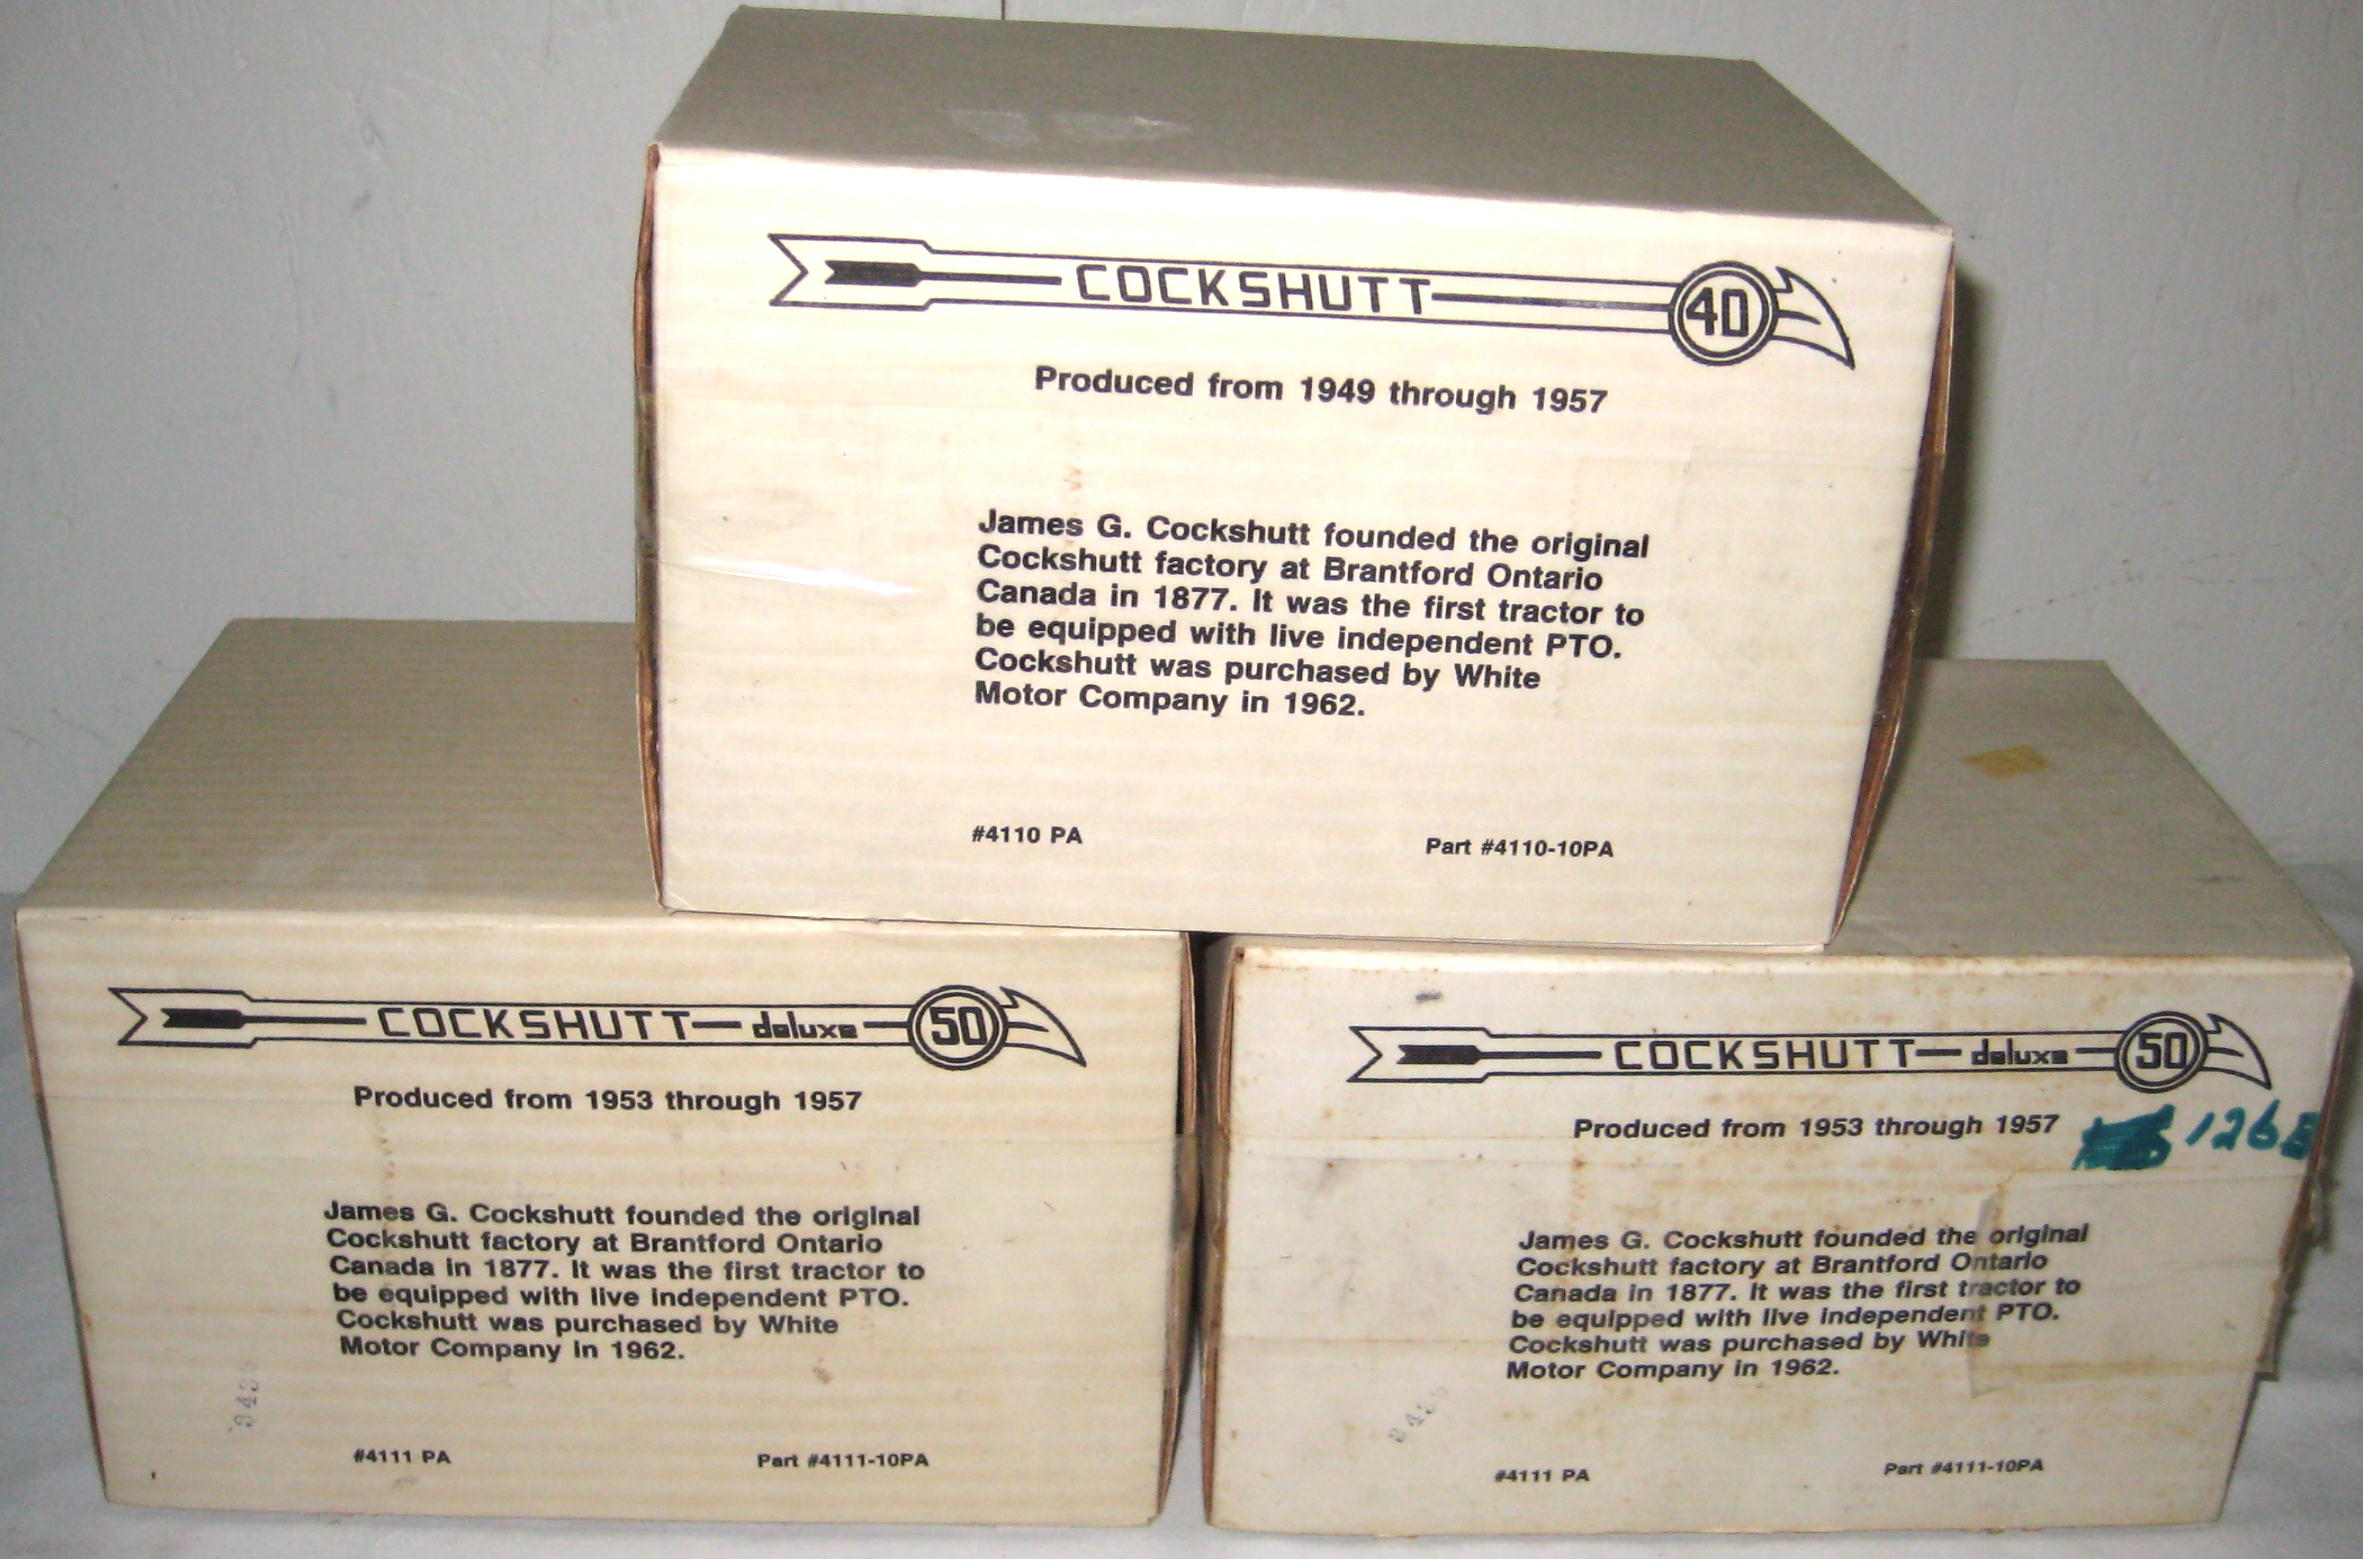 COCKSHUTT 40
Produced from 1949 through 1957
James G. Cockshutt founded the original
Cockshutt factory at Brantford Ontario
Canada in 1877. It was the first tractor to
be equipped with live independent PTO.
Cockshutt was purchased by White
Motor Company in 1962.
#4110 PA Part #4110-10PA
COCKSHUTT deluxe 50
Produced from 1953 through 1957
James G. Cockshutt founded the original
Cockshutt factory at Brantford Ontario
Canada in 1877. It was the first tractor to
be equipped with live independent PTO.
Cockshutt was purchased by White
Motor Company in 1962.
#4111 PA Part #4111-10PA
COCKSHUTT deluxe 50
Produced from 1953 through 1957
James G. Cockshutt founded the original
Cockshutt factory at Brantford Ontario
Canada in 1877. It was the first tractor to
be equipped with live independent PTO.
Cockshutt was purchased by White
Motor Company in 1962.
#4111 PA Part #4111-10PA